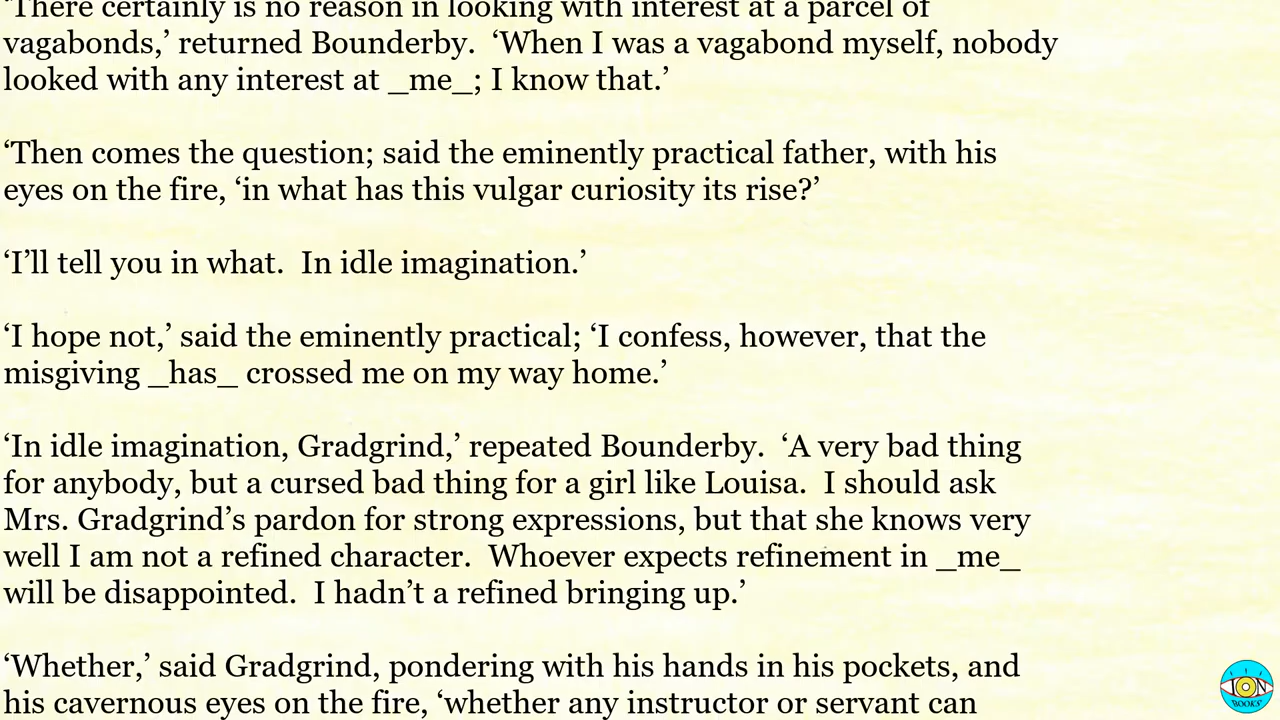 ‘There certainly is no reason in looking with interest at a parcel of
vagabonds,’ returned Bounderby.  ‘When I was a vagabond myself, nobody
looked with any interest at _me_; I know that.’
‘Then comes the question; said the eminently practical father, with his
eyes on the fire, ‘in what has this vulgar curiosity its rise?’
‘I’ll tell you in what.  In idle imagination.’
‘I hope not,’ said the eminently practical; ‘I confess, however, that the
misgiving _has_ crossed me on my way home.’
‘In idle imagination, Gradgrind,’ repeated Bounderby.  ‘A very bad thing
for anybody, but a cursed bad thing for a girl like Louisa.  I should ask
Mrs. Gradgrind’s pardon for strong expressions, but that she knows very
well I am not a refined character.  Whoever expects refinement in _me_
will be disappointed.  I hadn’t a refined bringing up.’
‘Whether,’ said Gradgrind, pondering with his hands in his pockets, and
his cavernous eyes on the fire, ‘whether any instructor or servant can
ION
BOOKS